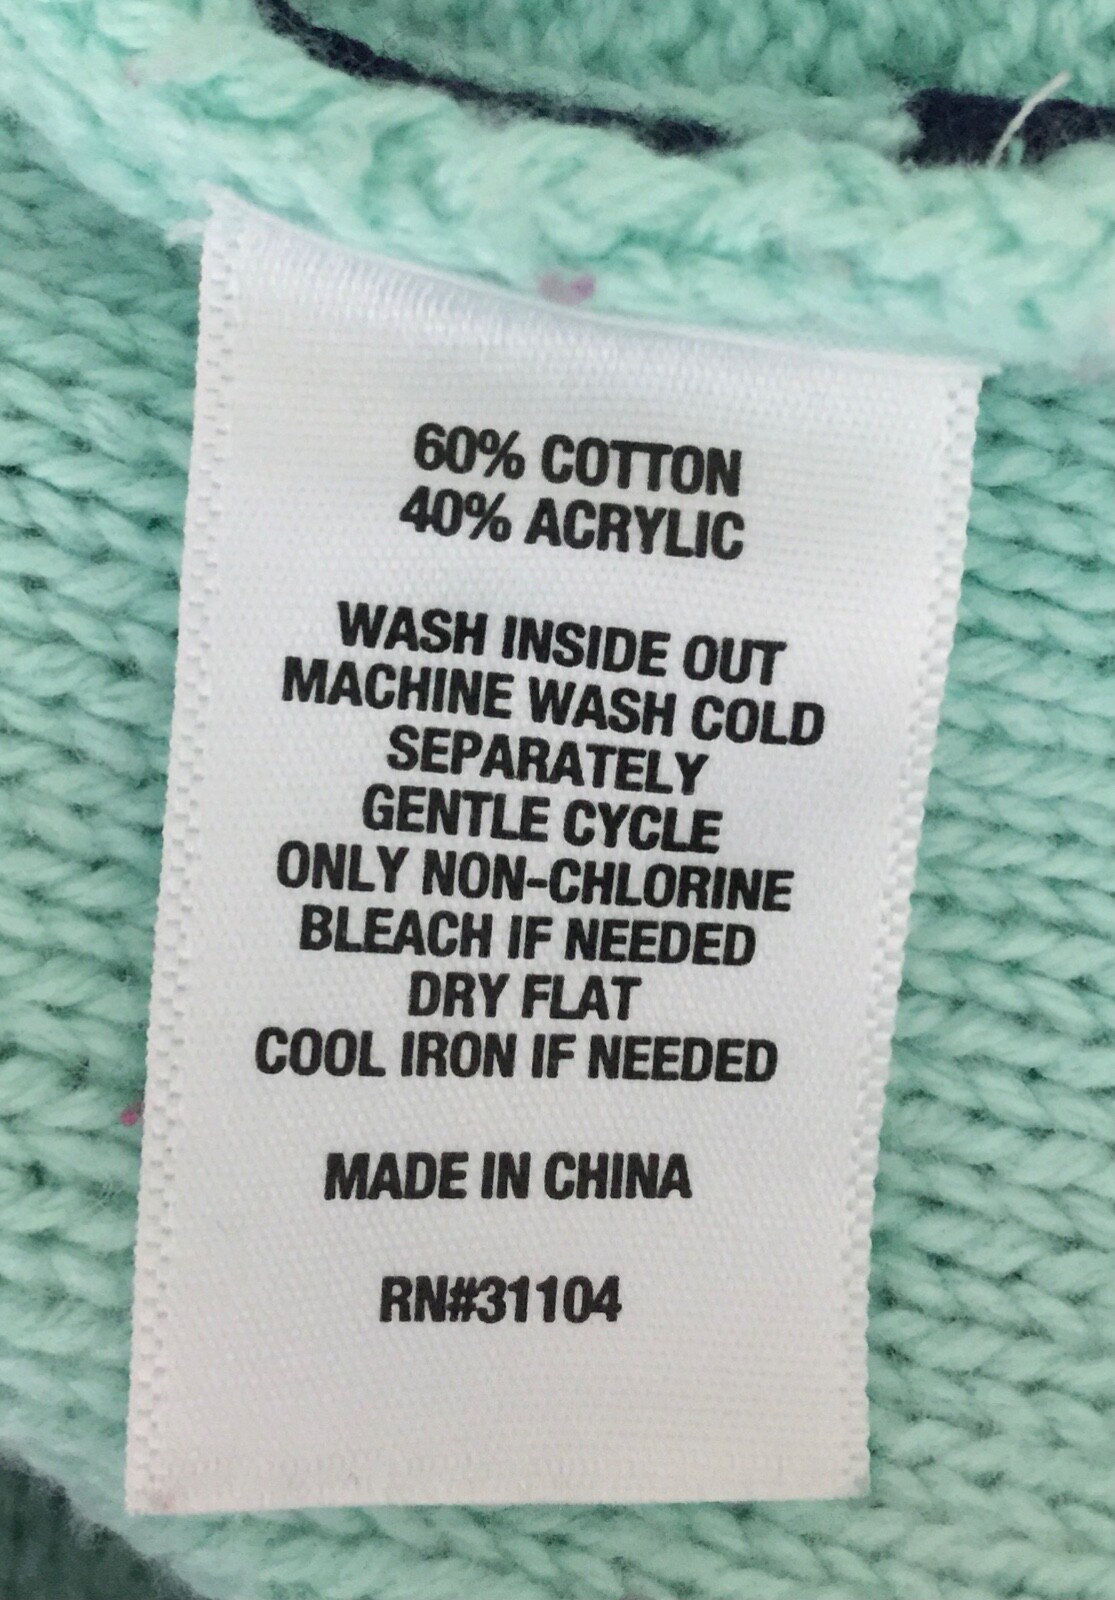 60% COTTON
40% ACRYLIC
WASH INSIDE OUT
MACHINE WASH COLD
SEPARATELY
GENTLE CYCLE
ONLY NON-CHLORINE
BLEACH IF NEEDED
DRY FLAT
COOL IRON IF NEEDED
MADE IN CHINA
RN#31104